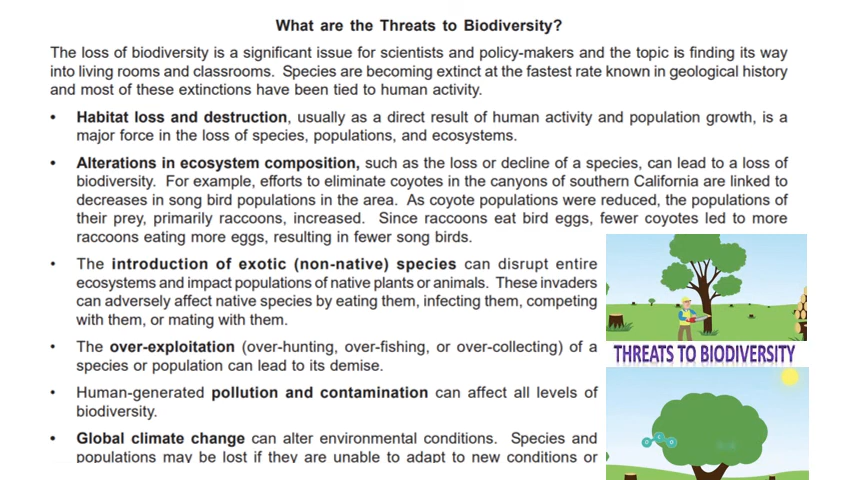 What are the Threats to Biodiversity?
The loss of biodiversity is a significant issue for scientists and policy-makers and the topic is finding its way
into living rooms and classrooms. Species are becoming extinct at the fastest rate known in geological history
and most of these extinctions have been tied to human activity.
• Habitat loss and destruction, usually as a direct result of human activity and population growth, is a
major force in the loss of species, populations, and ecosystems.
• Alterations in ecosystem composition, such as the loss or decline of a species, can lead to a loss of
biodiversity. For example, efforts to eliminate coyotes in the canyons of southern California are linked to
decreases in song bird populations in the area. As coyote populations were reduced, the populations of
their prey, primarily raccoons, increased. Since raccoons eat bird eggs, fewer coyotes led to more
raccoons eating more eggs, resulting in fewer song birds.
• The introduction of exotic (non-native) species can disrupt entire
ecosystems and impact populations of native plants or animals. These invaders
can adversely affect native species by eating them, infecting them, competing
with them, or mating with them.
• The over-exploitation (over-hunting, over-fishing, or over-collecting) of a
species or population can lead to its demise.
• Human-generated pollution and contamination can affect all levels of
biodiversity.
• Global climate change can alter environmental conditions. Species and
populations may be lost if they are unable to adapt to new conditions or
THREATS TO BIODIVERSITY
O C O